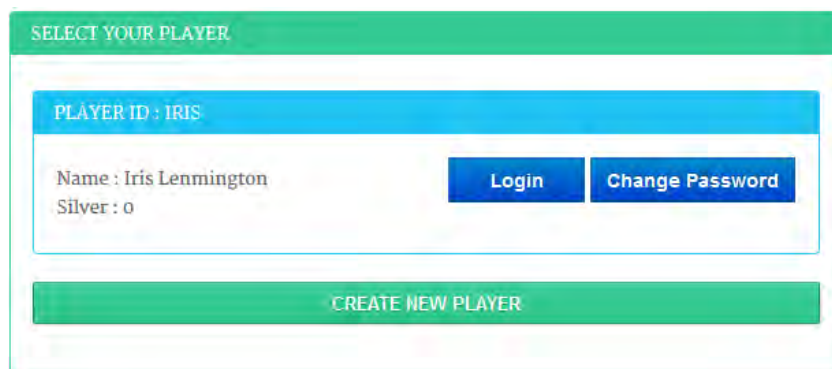 SELECT YOUR PLAYER
PLAYER ID : IRIS
Name : Iris Lenmington
Silver : 0
Login
Change Password
CREATE NEW PLAYER